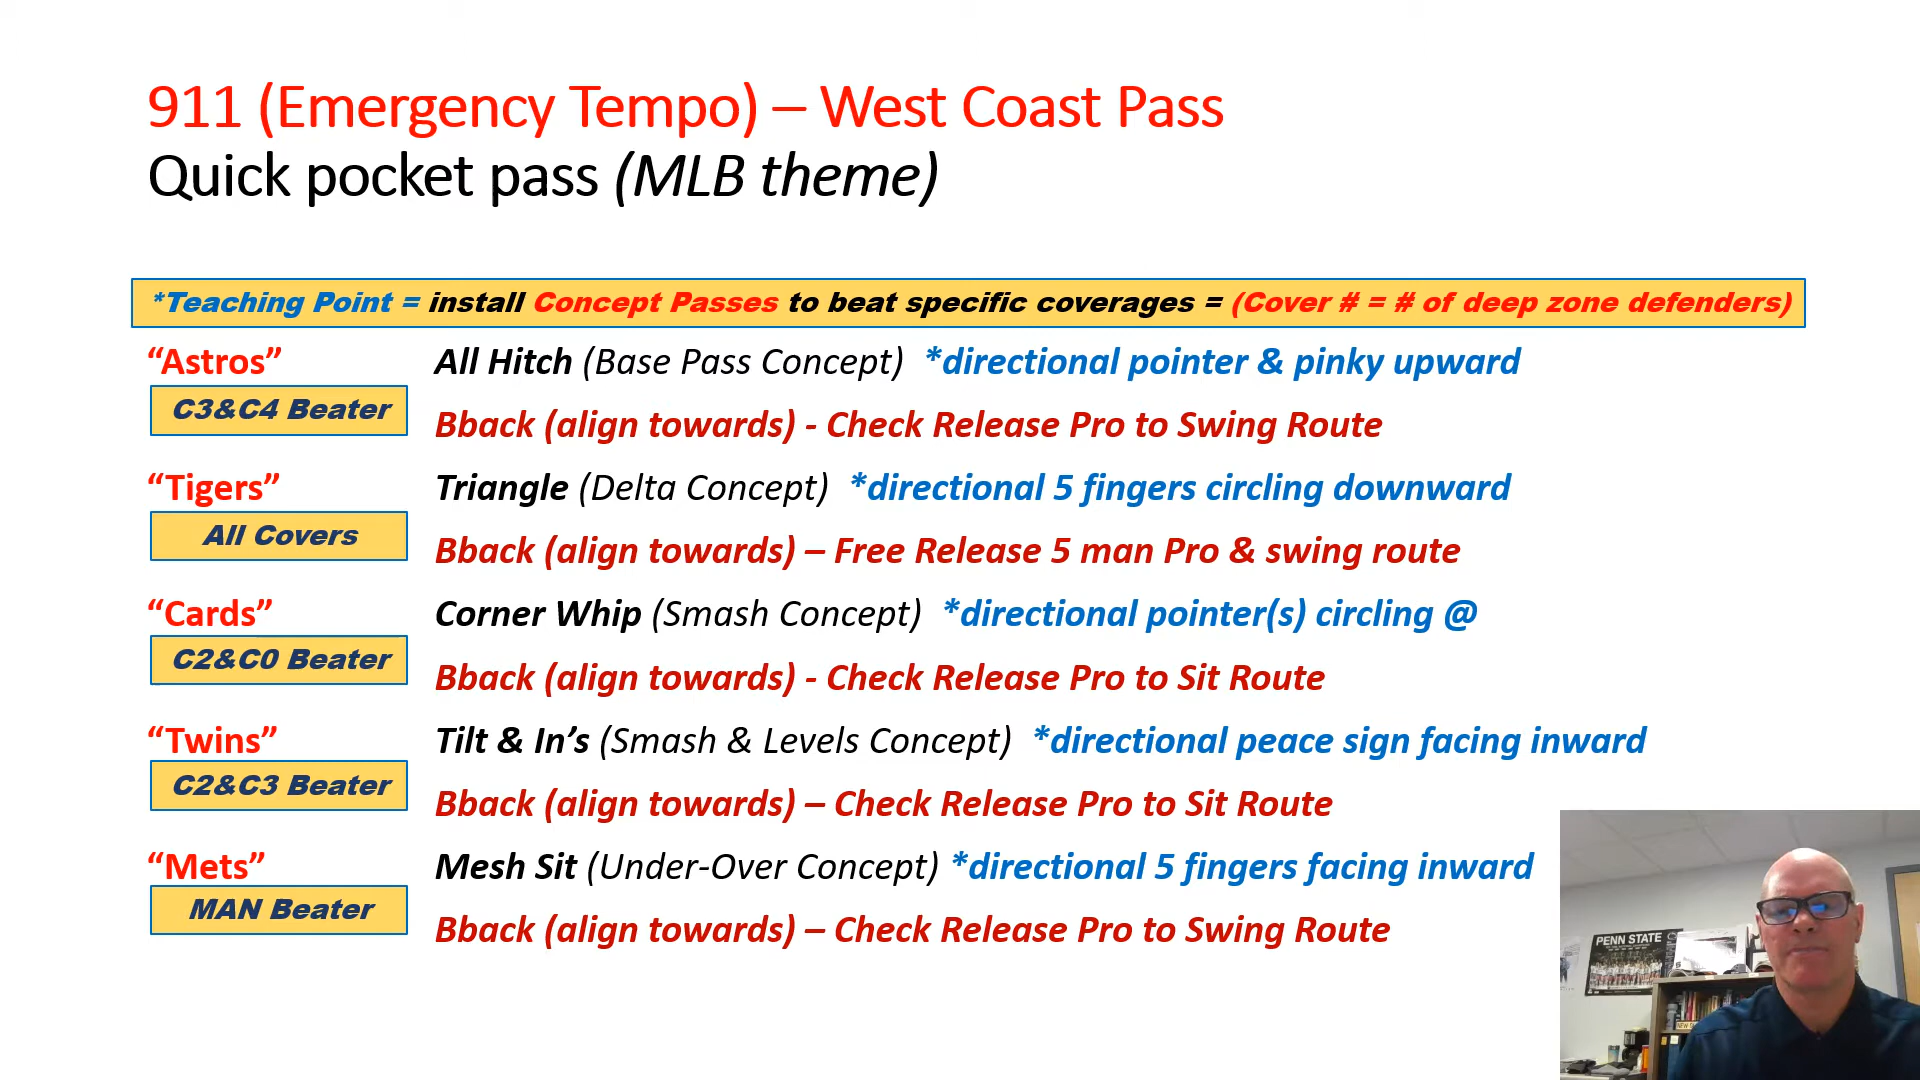 911 (Emergency Tempo) – West Coast Pass
Quick pocket pass (MLB theme)
*Teaching Point = install Concept Passes to beat specific coverages = (Cover # = # of deep zone defenders)
“Astros” All Hitch (Base Pass Concept) *directional pointer & pinky upward
C3&C4 Beater
Bback (align towards) - Check Release Pro to Swing Route
“Tigers” Triangle (Delta Concept) *directional 5 fingers circling downward
All Covers
Bback (align towards) – Free Release 5 man Pro & swing route
“Cards” Corner Whip (Smash Concept) *directional pointer(s) circling @
C2&C0 Beater
Bback (align towards) - Check Release Pro to Sit Route
“Twins” Tilt & In’s (Smash & Levels Concept) *directional peace sign facing inward
C2&C3 Beater
Bback (align towards) – Check Release Pro to Sit Route
“Mets” Mesh Sit (Under-Over Concept) *directional 5 fingers facing inward
MAN Beater
Bback (align towards) – Check Release Pro to Swing Route
PENN STATE